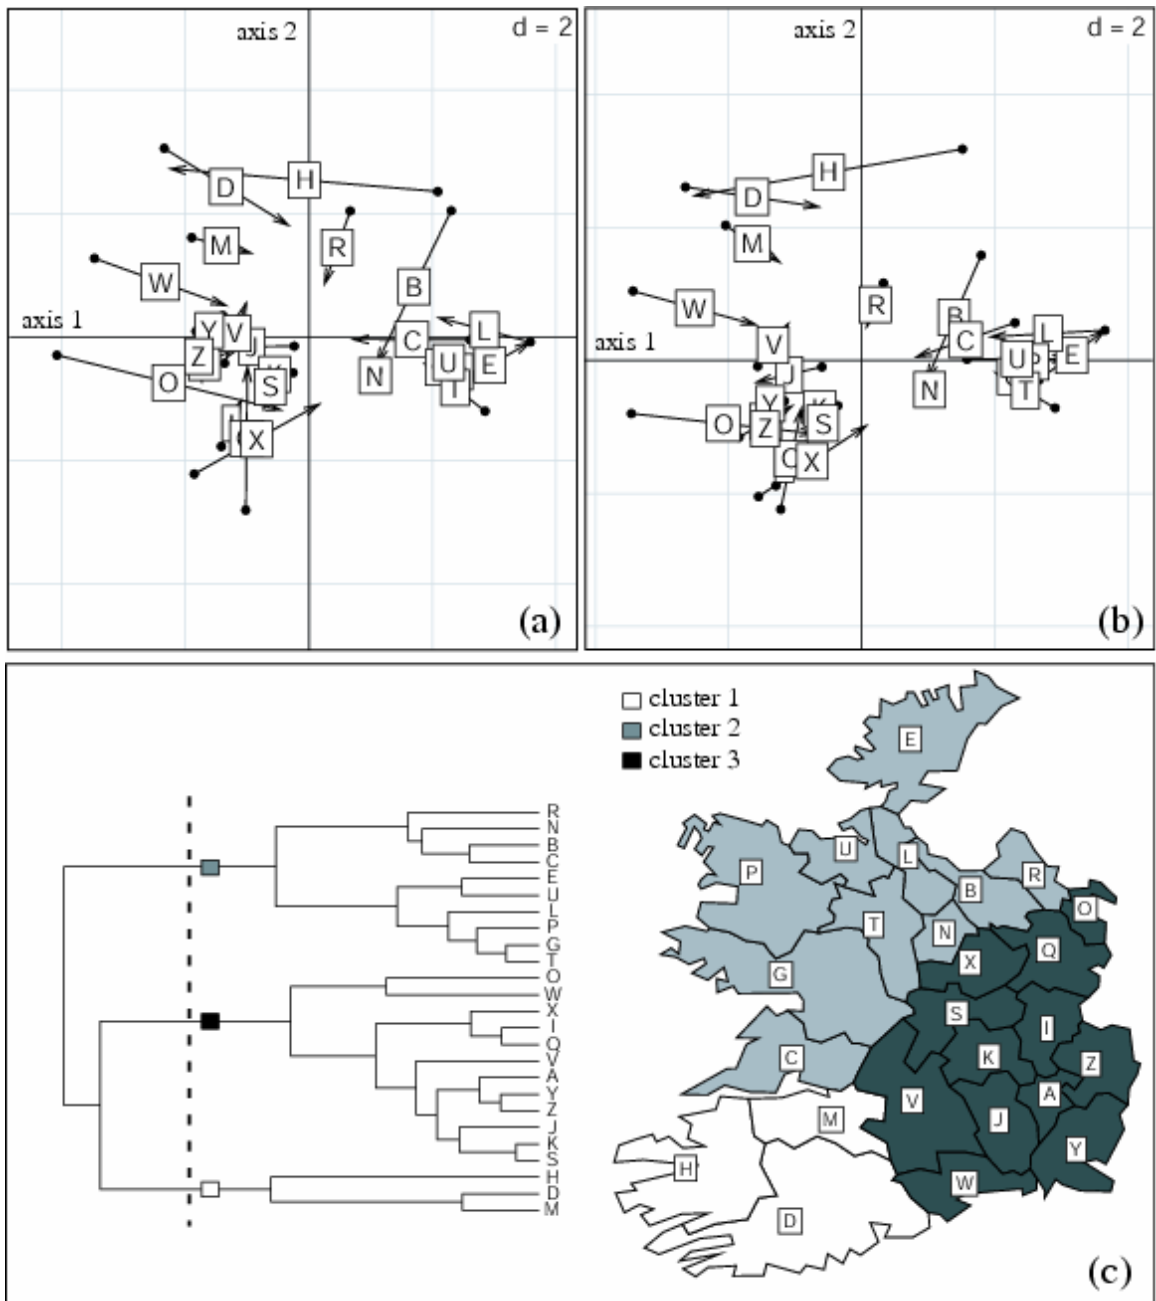 axis 2
d = 2
D
H
M
R
W
B
axis 1
Y
V
L
C
Z
J
U
E
O
K
S
N
T
X
(a)
axis 2
d = 2
H
D
M
W
R
B
axis 1
V
C
L
U
P
E
J
N
T
Y
K
O
Z
S
Q
X
(b)
cluster 1
cluster 2
cluster 3
R
N
B
C
E
U
L
P
G
T
O
W
X
I
Q
V
A
Y
Z
J
K
S
H
D
M
E
U
L
P
B
R
O
T
N
Q
X
G
S
I
K
Z
C
A
V
J
M
Y
H
W
D
(c)